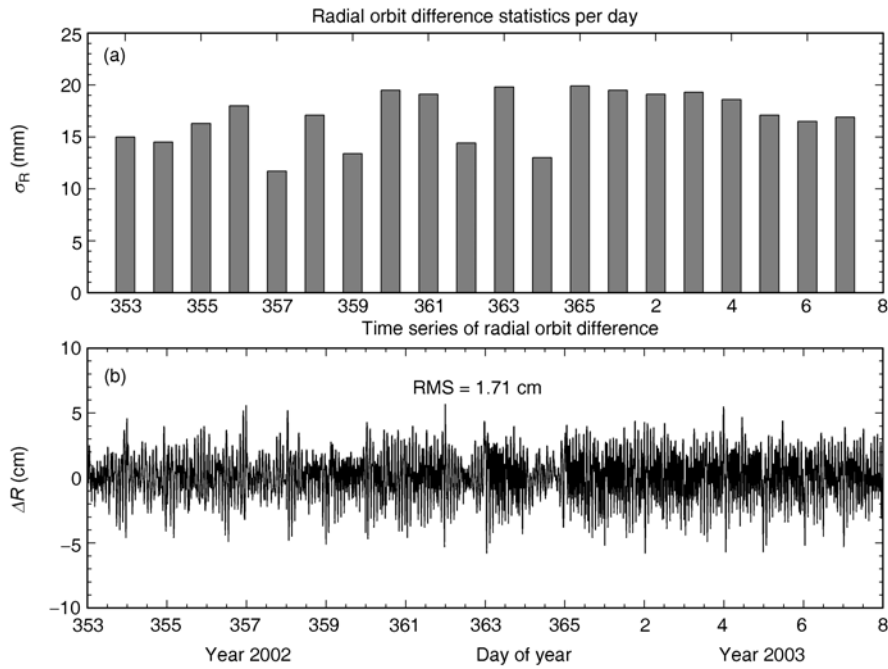 Radial orbit difference statistics per day
(a)
25
20
15
10
5
0
σR (mm)
353 355 357 359 361 363 365 2 4 6 8
Time series of radial orbit difference
(b)
RMS = 1.71 cm
10
5
0
−5
−10
ΔR (cm)
353 355 357 359 361 363 365 2 4 6 8
Year 2002 Day of year Year 2003